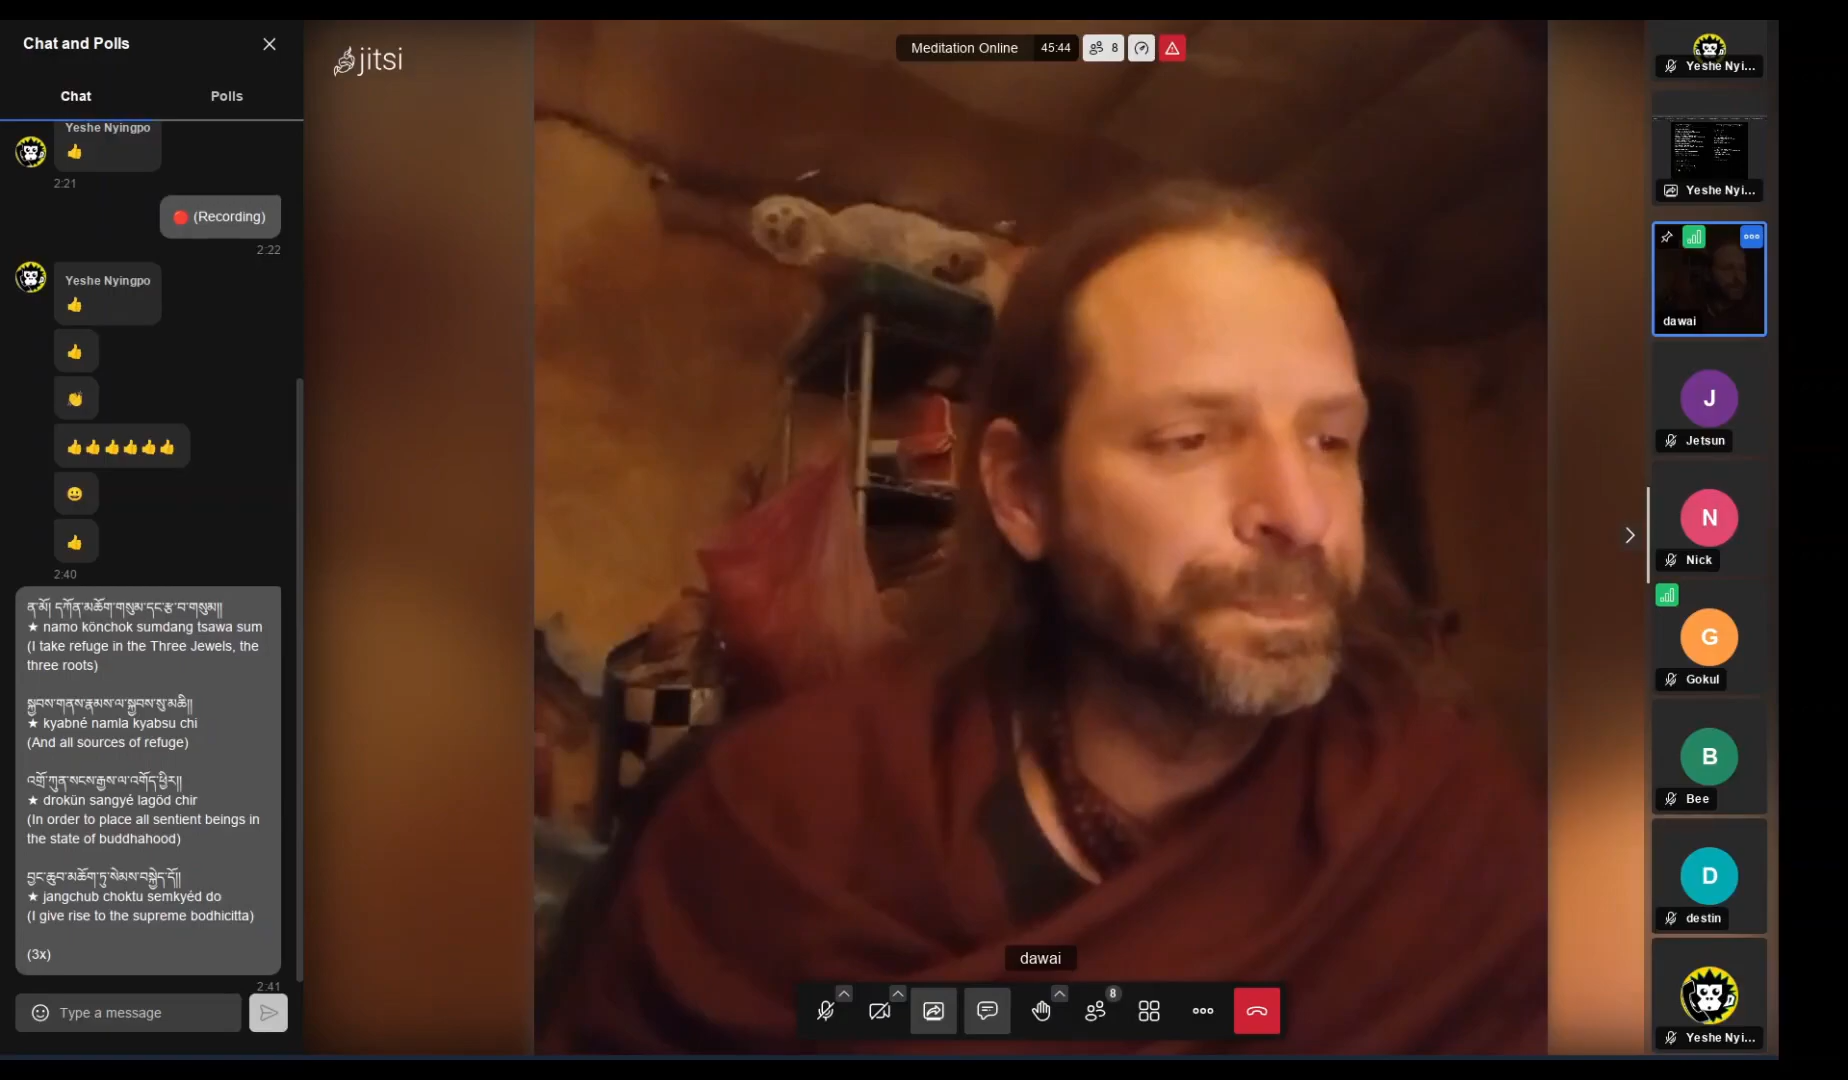 Chat and Polls
Chat
Polls
Yeshe Nyingpo
👍
2:21
🔴 (Recording)
2:22
Yeshe Nyingpo
👍
👍
👏
👍👍👍👍👍👍
😀
👍
2:40
ན་མོ། དཀོན་མཆོག་གསུམ་དང་རྩ་བ་གསུམ།།
★ namo könchok sumdang tsawa sum
(I take refuge in the Three Jewels, the
three roots)
སྐྱབས་གནས་རྣམས་ལ་སྐྱབས་སུ་མཆི།།
★ kyabné namla kyabsu chi
(And all sources of refuge)
འགྲོ་ཀུན་སངས་རྒྱས་ལ་འགོད་ཕྱིར།།
★ drokün sangyé lagöd chir
(In order to place all sentient beings in
the state of buddhahood)
བྱང་ཆུབ་མཆོག་ཏུ་སེམས་བསྐྱེད་དོ།།
★ jangchub choktu semkyéd do
(I give rise to the supreme bodhicitta)
(3x)
2:41
Type a message
jitsi
Meditation Online
45:44
8
dawai
8
Yeshe Nyi...
Yeshe Nyi...
dawai
J
Jetsun
N
Nick
G
Gokul
B
Bee
D
destin
Yeshe Nyi...